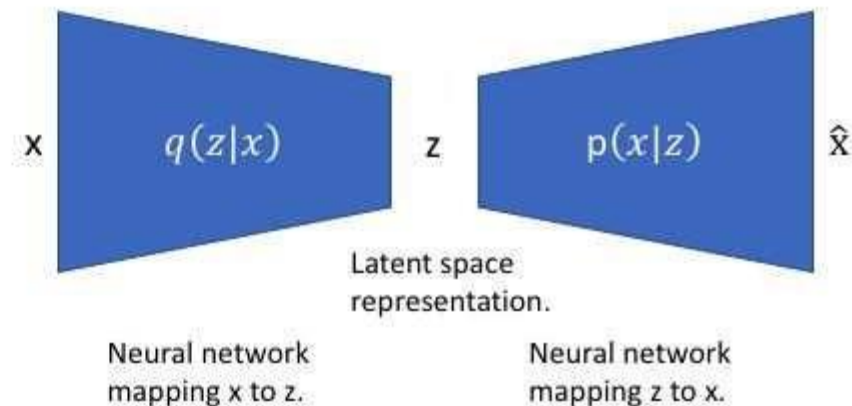 x
q(z|x)
z
p(x|z)
x̂
Latent space
representation.
Neural network
mapping x to z.
Neural network
mapping z to x.